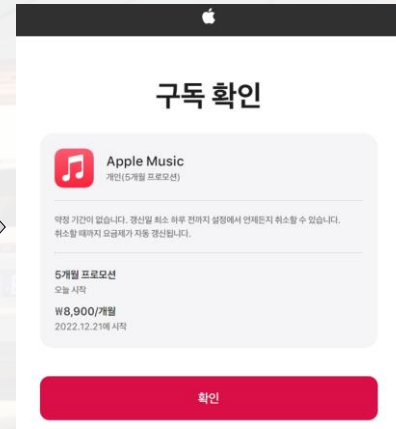 구독 확인
Apple Music
개인(5개월 프로모션)
약정 기간이 없습니다. 갱신일 최소 하루 전까지 설정에서 언제든지 취소할 수 있습니다.
취소할 때까지 요금제가 자동 갱신됩니다.
5개월 프로모션
오늘 시작
₩8,900/개월
2022.12.21에 시작
확인